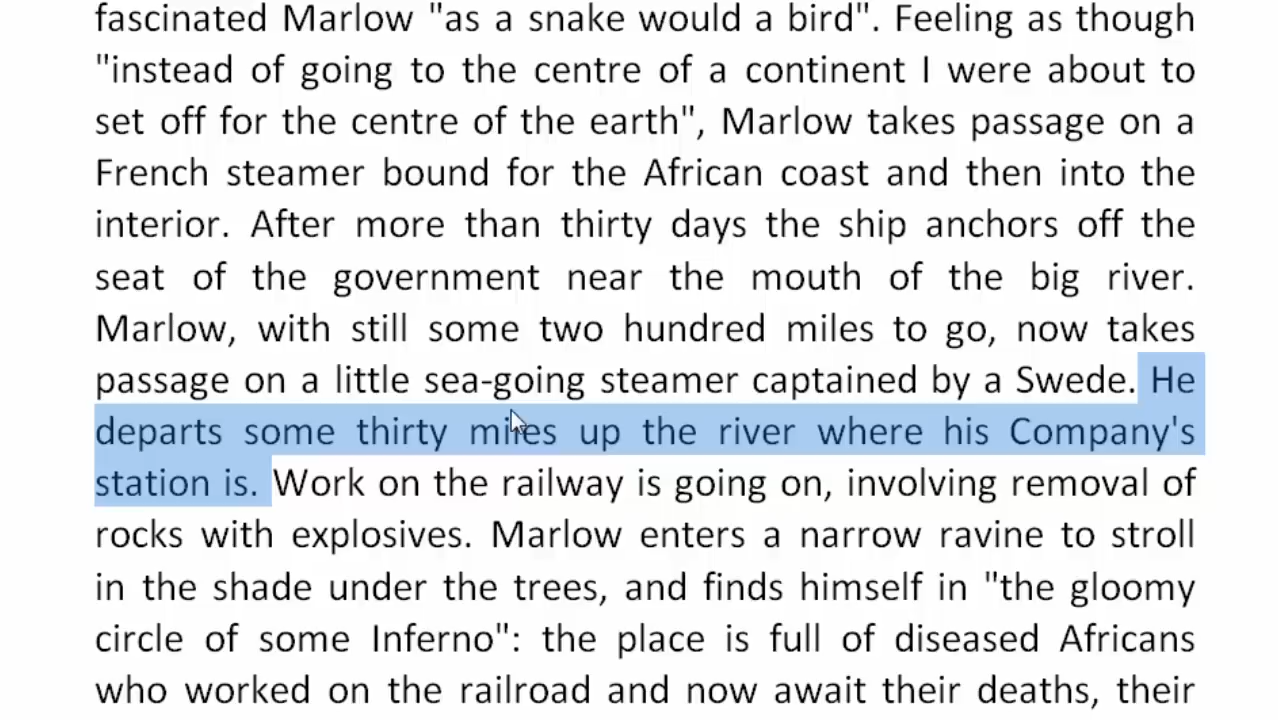 fascinated Marlow "as a snake would a bird". Feeling as though
"instead of going to the centre of a continent I were about to
set off for the centre of the earth", Marlow takes passage on a
French steamer bound for the African coast and then into the
interior. After more than thirty days the ship anchors off the
seat of the government near the mouth of the big river.
Marlow, with still some two hundred miles to go, now takes
passage on a little sea-going steamer captained by a Swede. He
departs some thirty miles up the river where his Company's
station is. Work on the railway is going on, involving removal of
rocks with explosives. Marlow enters a narrow ravine to stroll
in the shade under the trees, and finds himself in "the gloomy
circle of some Inferno": the place is full of diseased Africans
who worked on the railroad and now await their deaths, their